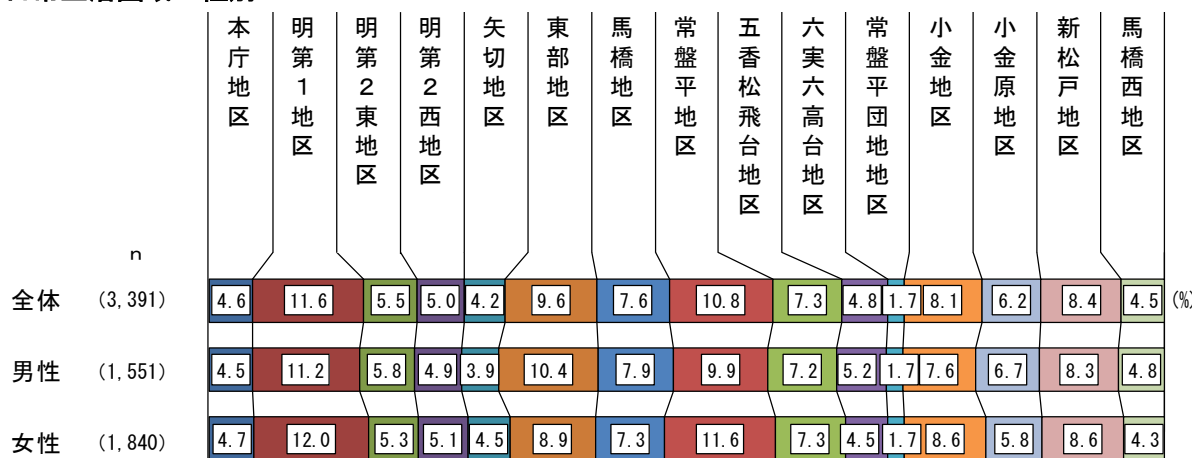 本庁地区
明第1地区
明第2東地区
明第2西地区
矢切地区
東部地区
馬橋地区
常盤平地区
五香松飛台地区
六実六高台地区
常盤平団地地区
小金地区
小金原地区
新松戸地区
馬橋西地区
n
全体 (3,391) 4.6 11.6 5.5 5.0 4.2 9.6 7.6 10.8 7.3 4.8 1.7 8.1 6.2 8.4 4.5 (%)
男性 (1,551) 4.5 11.2 5.8 4.9 3.9 10.4 7.9 9.9 7.2 5.2 1.7 7.6 6.7 8.3 4.8
女性 (1,840) 4.7 12.0 5.3 5.1 4.5 8.9 7.3 11.6 7.3 4.5 1.7 8.6 5.8 8.6 4.3